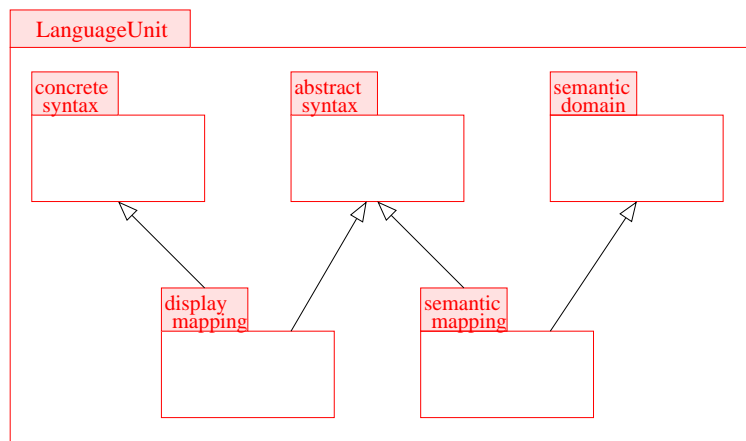 LanguageUnit
concrete
syntax
abstract
syntax
semantic
domain
display
mapping
semantic
mapping